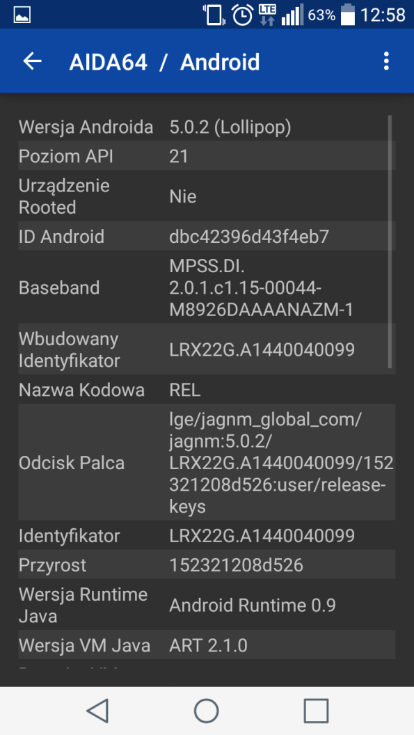 LTE 63% 12:58
AIDA64 / Android
Wersja Androida 5.0.2 (Lollipop)
Poziom API 21
Urządzenie
Rooted Nie
ID Android dbc42396d43f4eb7
Baseband MPSS.DI.
2.0.1.c1.15-00044-
M8926DAAAANAZM-1
Wbudowany
Identyfikator LRX22G.A1440040099
Nazwa Kodowa REL
Odcisk Palca lge/jagnm_global_com/
jagnm:5.0.2/
LRX22G.A1440040099/152
321208d526:user/release-
keys
Identyfikator LRX22G.A1440040099
Przyrost 152321208d526
Wersja Runtime
Java Android Runtime 0.9
Wersja VM Java ART 2.1.0